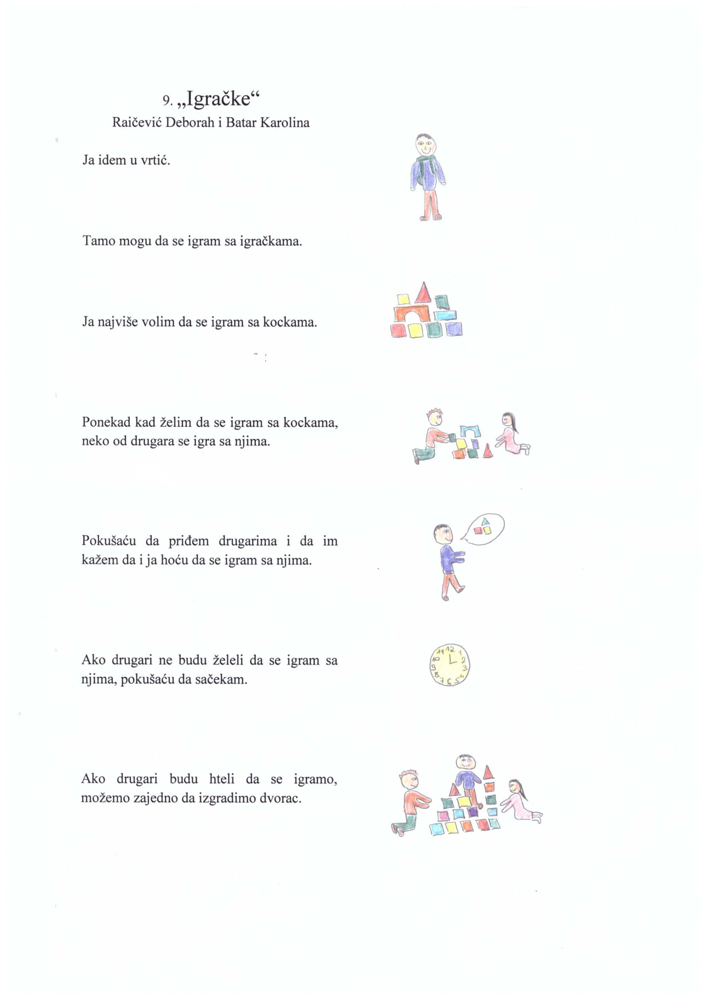 9. „Igračke“
Raičević Deborah i Batar Karolina
Ja idem u vrtić.
Tamo mogu da se igram sa igračkama.
Ja najviše volim da se igram sa kockama.
Ponekad kad želim da se igram sa kockama,
neko od drugara se igra sa njima.
Pokušaću da priđem drugarima i da im
kažem da i ja hoću da se igram sa njima.
Ako drugari ne budu želeli da se igram sa
njima, pokušaću da sačekam.
11 12 1
10 2
9 3
8 4
7 6 5
Ako drugari budu hteli da se igramo,
možemo zajedno da izgradimo dvorac.